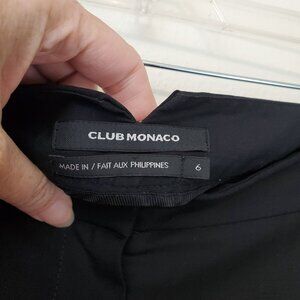 CLUB MONACO
MADE IN / FAIT AUX PHILIPPINES 6